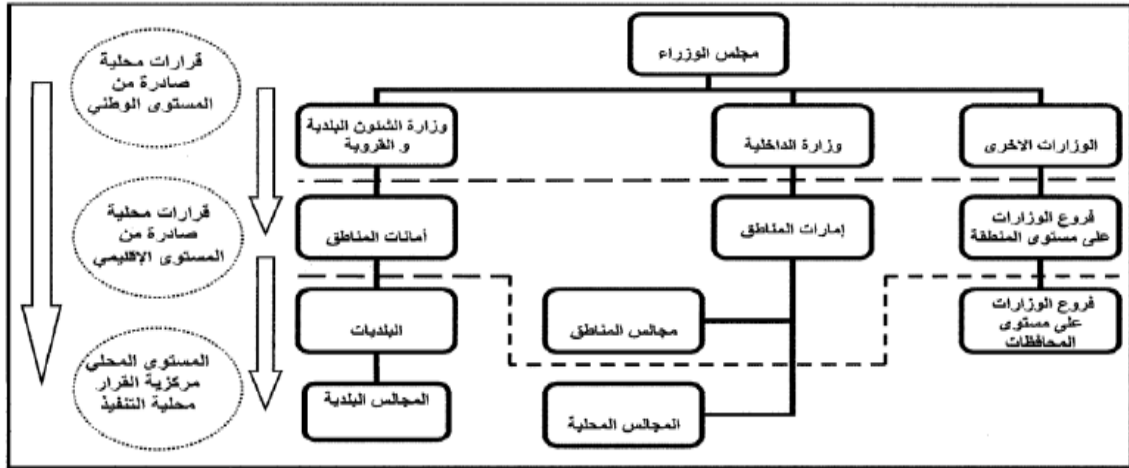 مجلس الوزراء
قرارات محلية
صادرة من
المستوى الوطني
الوزارات الاخرى
وزارة الداخلية
وزارة الشئون البلدية
و القروية
فروع الوزارات
على مستوى المنطقة
إمارات المناطق
أمانات المناطق
قرارات محلية
صادرة من
المستوى الإقليمي
فروع الوزارات
على مستوى
المحافظات
مجالس المناطق
البلديات
المجالس المحلية
المجالس البلدية
المستوى المحلي
مركزية القرار
محلية التنفيذ